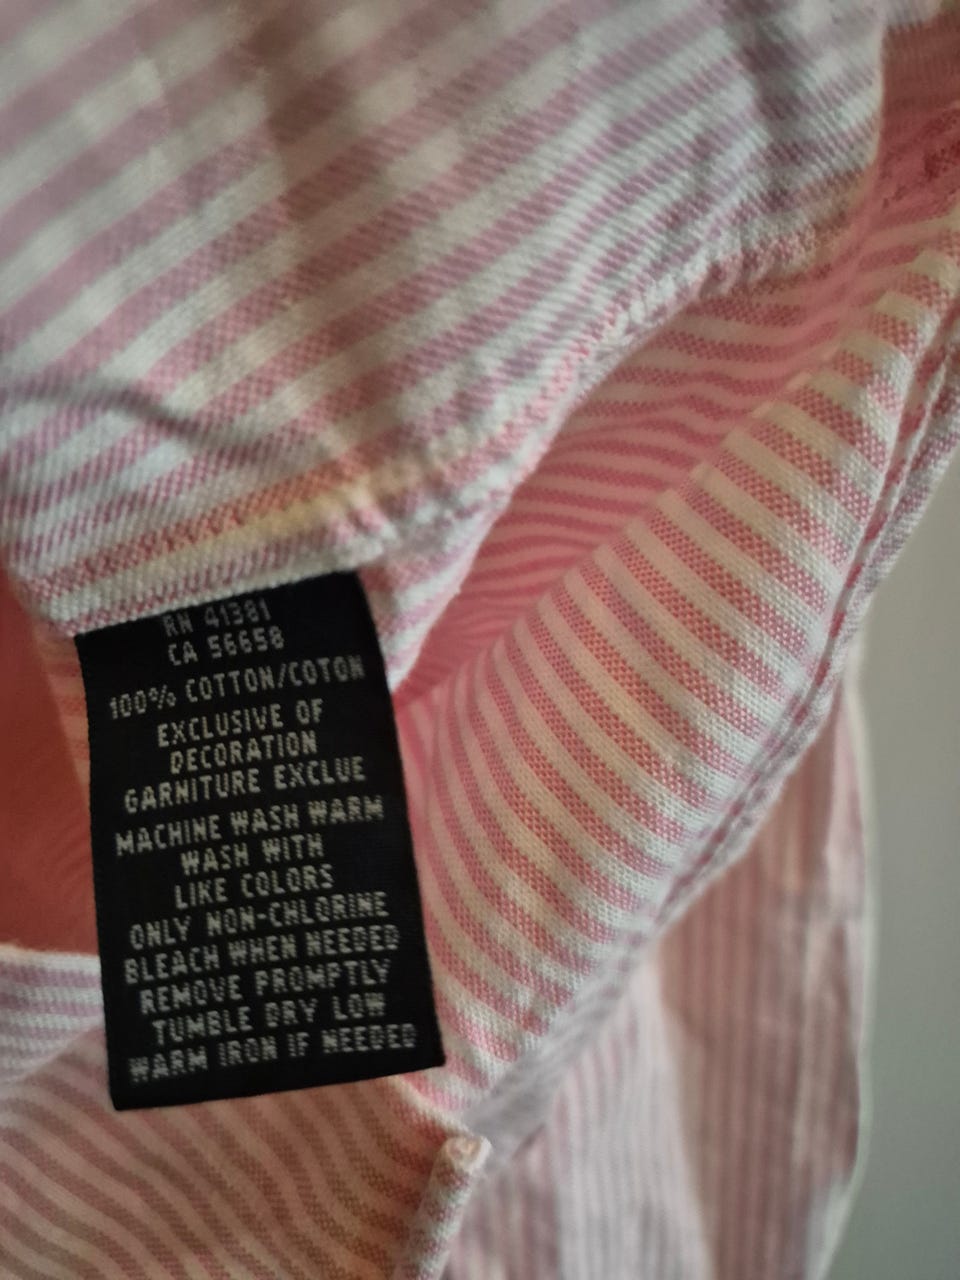 RN 41381
CA 56658
100% COTTON/COTON
EXCLUSIVE OF
DECORATION
GARNITURE EXCLUE
MACHINE WASH WARM
WASH WITH
LIKE COLORS
ONLY NON-CHLORINE
BLEACH WHEN NEEDED
REMOVE PROMPTLY
TUMBLE DRY LOW
WARM IRON IF NEEDED